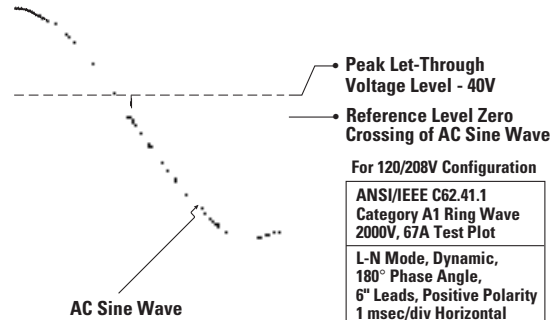 Peak Let-Through
Voltage Level - 40V
Reference Level Zero
Crossing of AC Sine Wave
For 120/208V Configuration
ANSI/IEEE C62.41.1
Category A1 Ring Wave
2000V, 67A Test Plot
L-N Mode, Dynamic,
180° Phase Angle,
6" Leads, Positive Polarity
1 msec/div Horizontal
AC Sine Wave